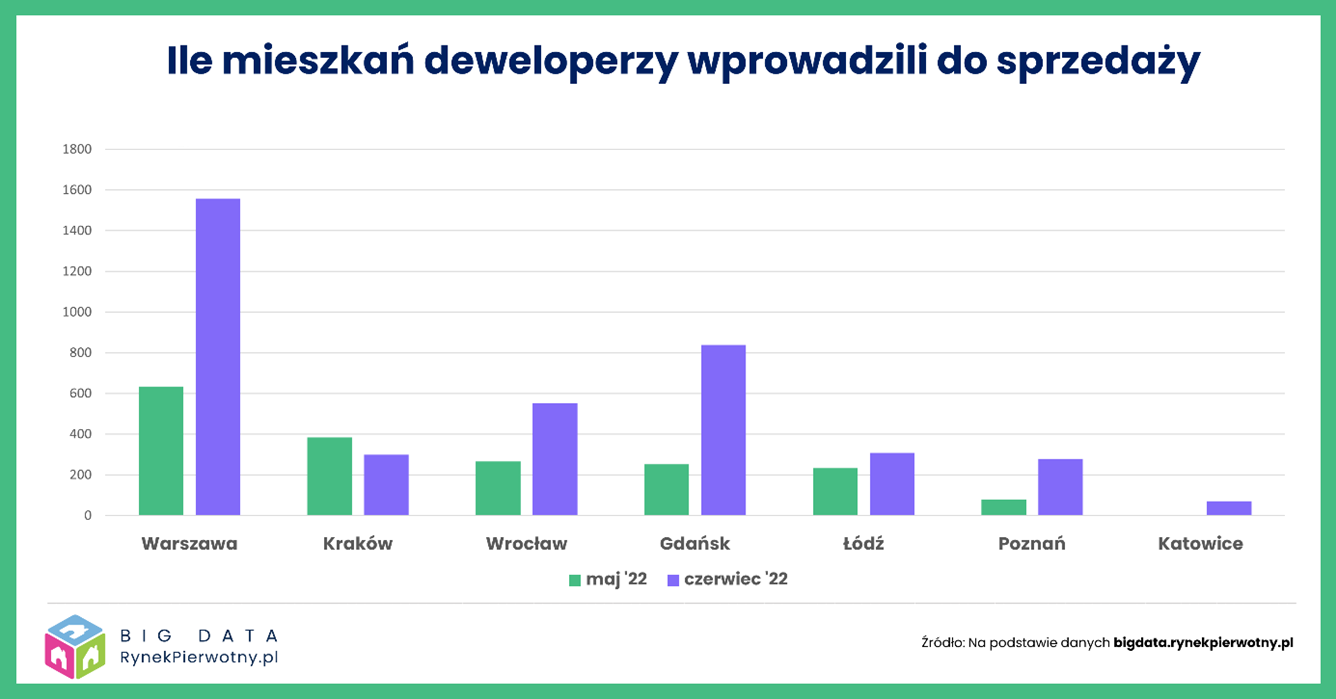 Ile mieszkań deweloperzy wprowadzili do sprzedaży
1800
1600
1400
1200
1000
800
600
400
200
0
Warszawa Kraków Wrocław Gdańsk Łódź Poznań Katowice
maj '22 czerwiec '22
BIG DATA
RynekPierwotny.pl
Źródło: Na podstawie danych bigdata.rynekpierwotny.pl